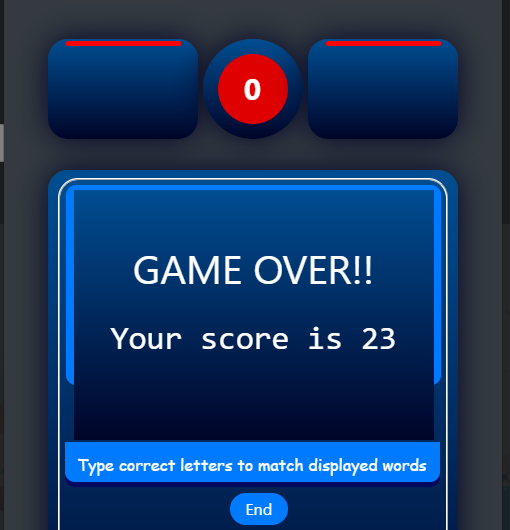 0
GAME OVER!!
Your score is 23
Type correct letters to match displayed words
End